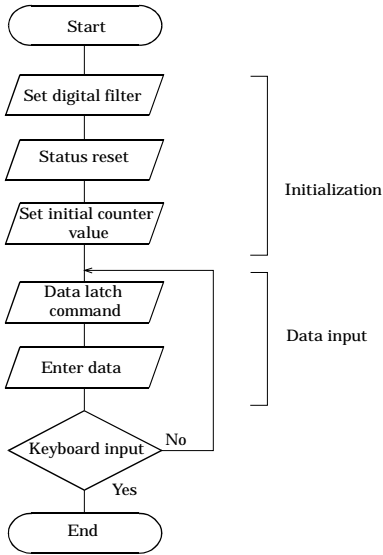 Start
Set digital filter
Status reset
Set initial counter
value
Initialization
Data latch
command
Enter data
Data input
Keyboard input
No
Yes
End